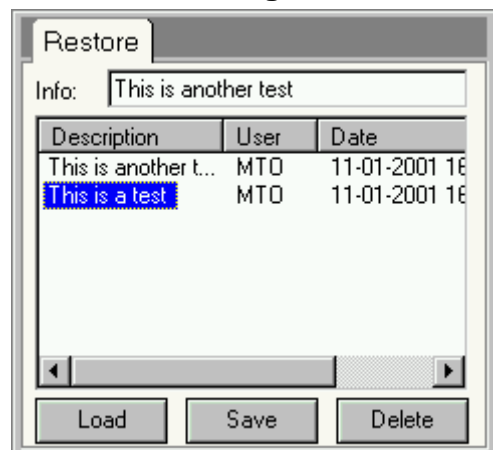 Restore
Info: This is another test
Description User Date
This is another t... MTO 11-01-2001 16
This is a test MTO 11-01-2001 16
Load Save Delete